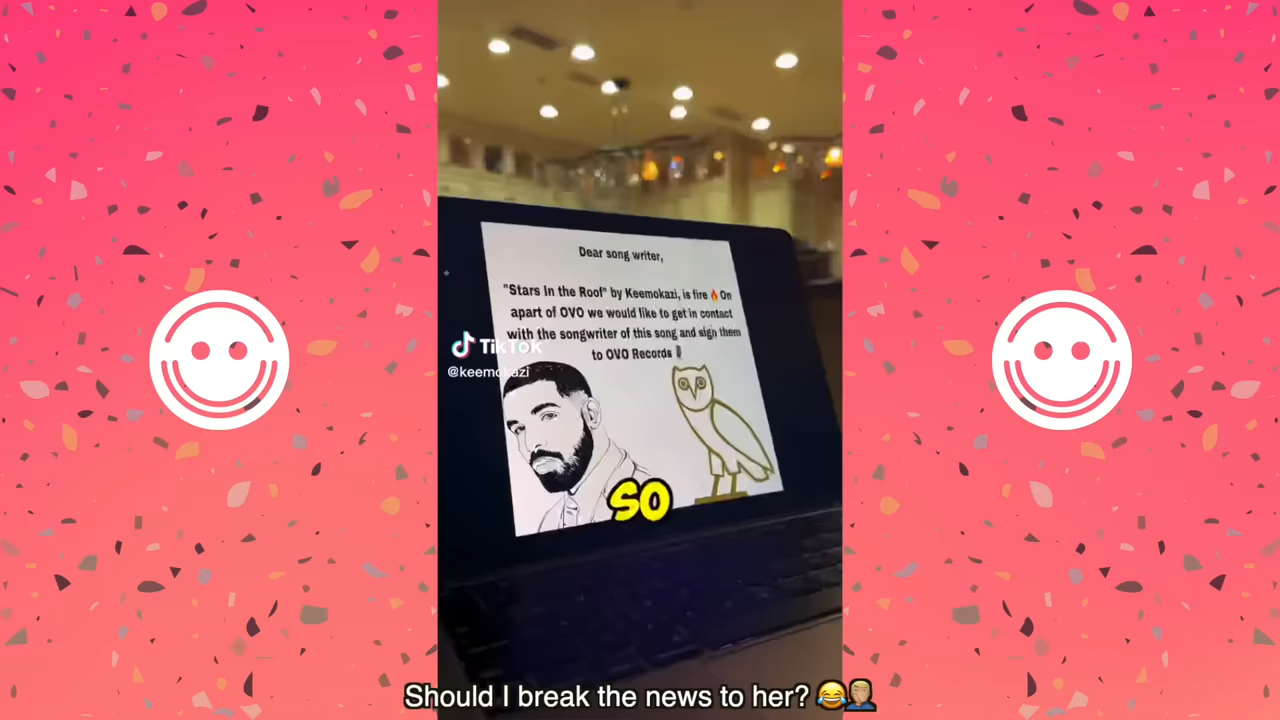 Dear song writer,
"Stars In the Roof" by Keemokazi, is fire 🔥On
apart of OVO we would like to get in contact
with the songwriter of this song and sign them
to OVO Records
TikTok
@keemokazi
SO
Should I break the news to her? 😂🤦🏼‍♂️